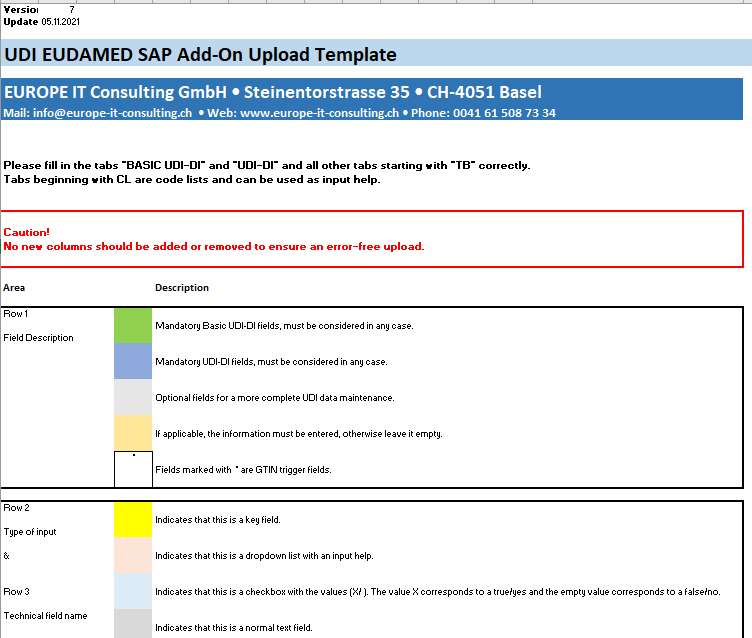 Version 7
Update 05.11.2021
UDI EUDAMED SAP Add-On Upload Template
EUROPE IT Consulting GmbH • Steinentorstrasse 35 • CH-4051 Basel
Mail: info@europe-it-consulting.ch • Web: www.europe-it-consulting.ch • Phone: 0041 61 508 73 34
Please fill in the tabs "BASIC UDI-DI" and "UDI-DI" and all other tabs starting with "TB" correctly.
Tabs beginning with CL are code lists and can be used as input help.
Caution!
No new columns should be added or removed to ensure an error-free upload.
Area Description
Row 1
Mandatory Basic UDI-DI fields, must be considered in any case.
Field Description
Mandatory UDI-DI fields, must be considered in any case.
Optional fields for a more complete UDI data maintenance.
If applicable, the information must be entered, otherwise leave it empty.
*
Fields marked with * are GTIN trigger fields.
Row 2
Indicates that this is a key field.
Type of input
&
Indicates that this is a dropdown list with an input help.
Row 3
Indicates that this is a checkbox with the values (X/ ). The value X corresponds to a true/yes and the empty value corresponds to a false/no.
Technical field name
Indicates that this is a normal text field.